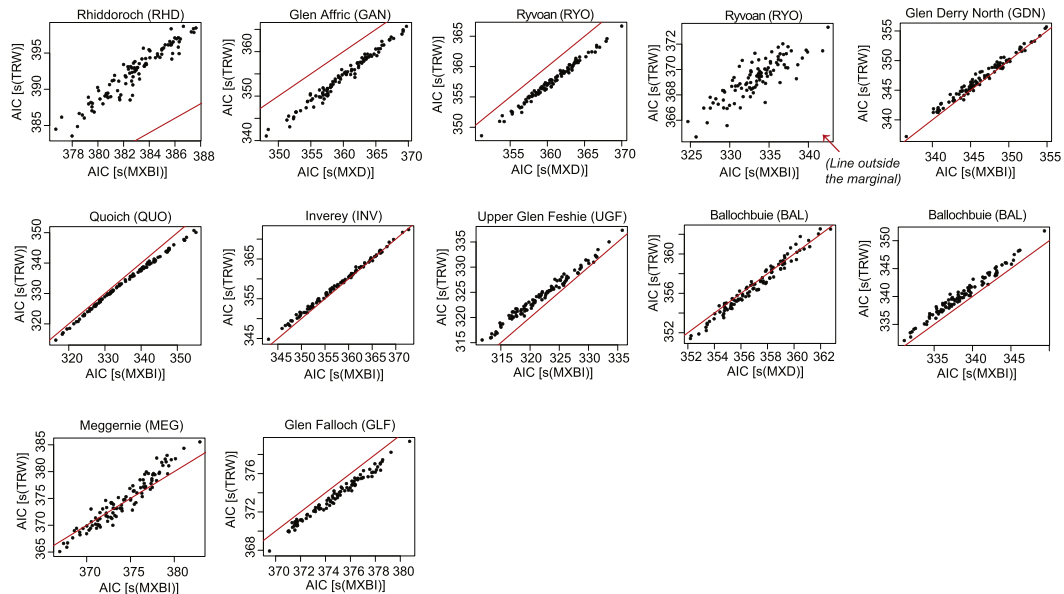 Rhiddoroch (RHD)
AIC [s(TRW)]
385 390 395
378 380 382 384 386 388
AIC [s(MXBI)]
Glen Affric (GAN)
AIC [s(TRW)]
340 350 360
350 355 360 365 370
AIC [s(MXD)]
Ryvoan (RYO)
AIC [s(TRW)]
350 355 360 365
355 360 365 370
AIC [s(MXD)]
Ryvoan (RYO)
AIC [s(TRW)]
366 368 370 372
325 330 335 340
AIC [s(MXBI)]
(Line outside
the marginal)
Glen Derry North (GDN)
AIC [s(TRW)]
340 345 350 355
340 345 350 355
AIC [s(MXBI)]
Quoich (QUO)
AIC [s(TRW)]
320 330 340 350
320 330 340 350
AIC [s(MXBI)]
Inverey (INV)
AIC [s(TRW)]
345 355 365
345 350 355 360 365 370
AIC [s(MXBI)]
Upper Glen Feshie (UGF)
AIC [s(TRW)]
315 320 325 330 335
315 320 325 330 335
AIC [s(MXBI)]
Ballochbuie (BAL)
AIC [s(TRW)]
352 356 360
352 354 356 358 360 362
AIC [s(MXD)]
Ballochbuie (BAL)
AIC [s(TRW)]
335 340 345 350
335 340 345
AIC [s(MXBI)]
Meggernie (MEG)
AIC [s(TRW)]
365 370 375 380 385
370 375 380
AIC [s(MXBI)]
Glen Falloch (GLF)
AIC [s(TRW)]
368 372 376
370 372 374 376 378 380
AIC [s(MXBI)]